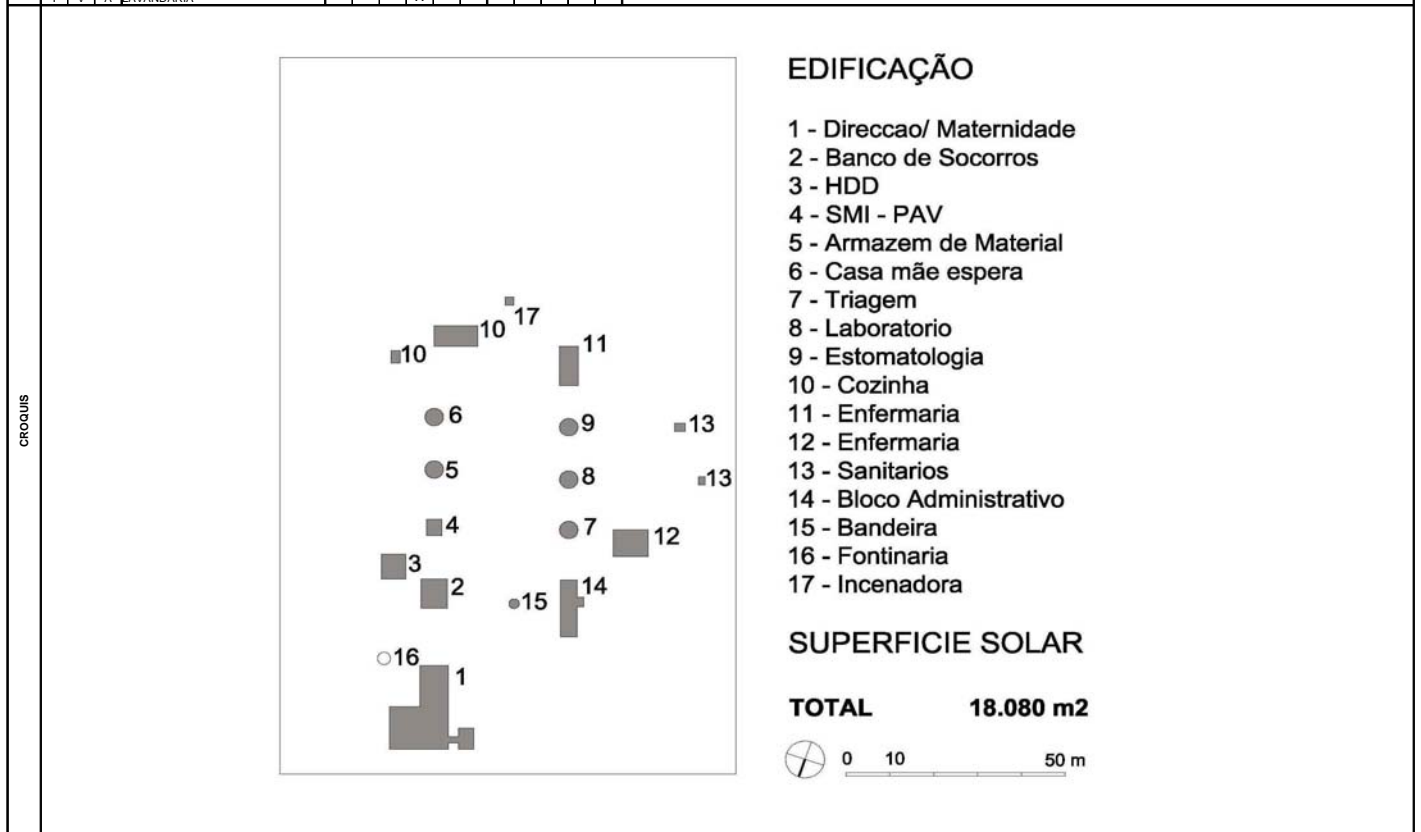 CROQUIS
17
10
11
10
6
9
13
5
8
13
4
7
12
3
2
14
15
16
1
EDIFICAÇÃO
1 - Direccao/ Maternidade
2 - Banco de Socorros
3 - HDD
4 - SMI - PAV
5 - Armazem de Material
6 - Casa mãe espera
7 - Triagem
8 - Laboratorio
9 - Estomatologia
10 - Cozinha
11 - Enfermaria
12 - Enfermaria
13 - Sanitarios
14 - Bloco Administrativo
15 - Bandeira
16 - Fontinaria
17 - Incenadora
SUPERFICIE SOLAR
TOTAL 18.080 m2
0 10 50 m